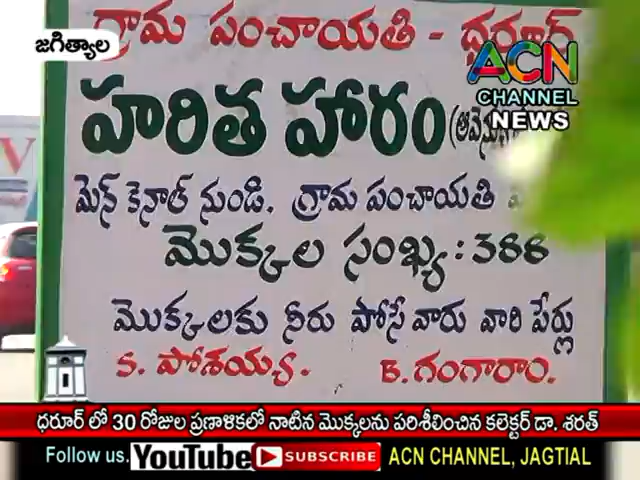 జగిత్యాల
గ్రామ పంచాయతి - ధరూర్
ACN
CHANNEL
NEWS
హరిత హారం
మెన్ కెనాల్ నుండి. గ్రామ పంచాయతి
మొక్కల సంఖ్య : 388
మొక్కలకు నీరు పోసే వారు వారి పేర్లు
S. పోశయ్య. B. గంగారాం.
ధరూర్ లో 30 రోజుల ప్రణాళికలో నాటిన మొక్కలను పరిశీలించిన కలెక్టర్ డా. శరత్
Follow us. YouTube SUBSCRIBE ACN CHANNEL, JAGTIAL